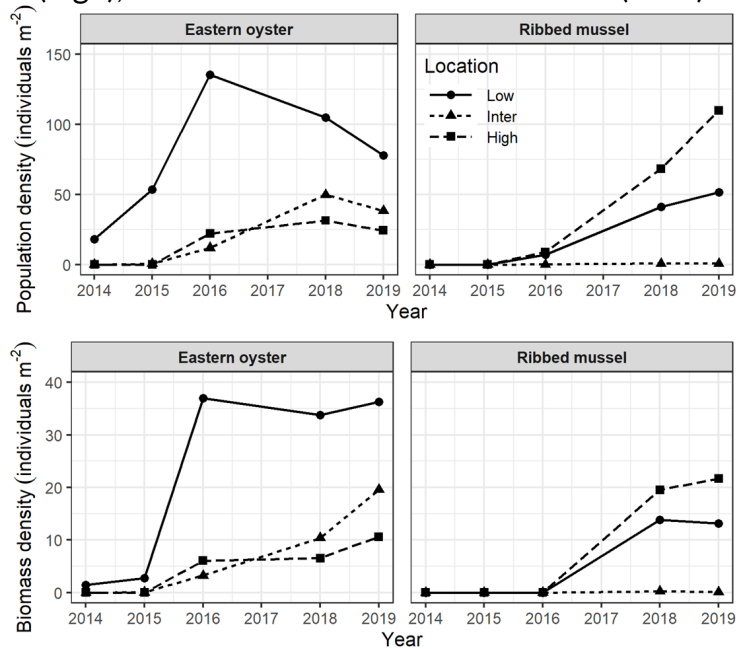 Eastern oyster Ribbed mussel
Population density (individuals m-2)
150
100
50
0
Location
Low
Inter
High
2014 2015 2016 2017 2018 2019 2014 2015 2016 2017 2018 2019
Year
Eastern oyster Ribbed mussel
Biomass density (individuals m-2)
40
30
20
10
0
2014 2015 2016 2017 2018 2019 2014 2015 2016 2017 2018 2019
Year